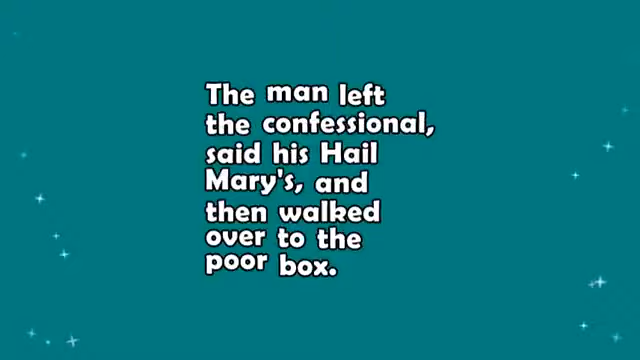 The man left
the confessional,
said his Hail
Mary's, and
then walked
over to the
poor box.